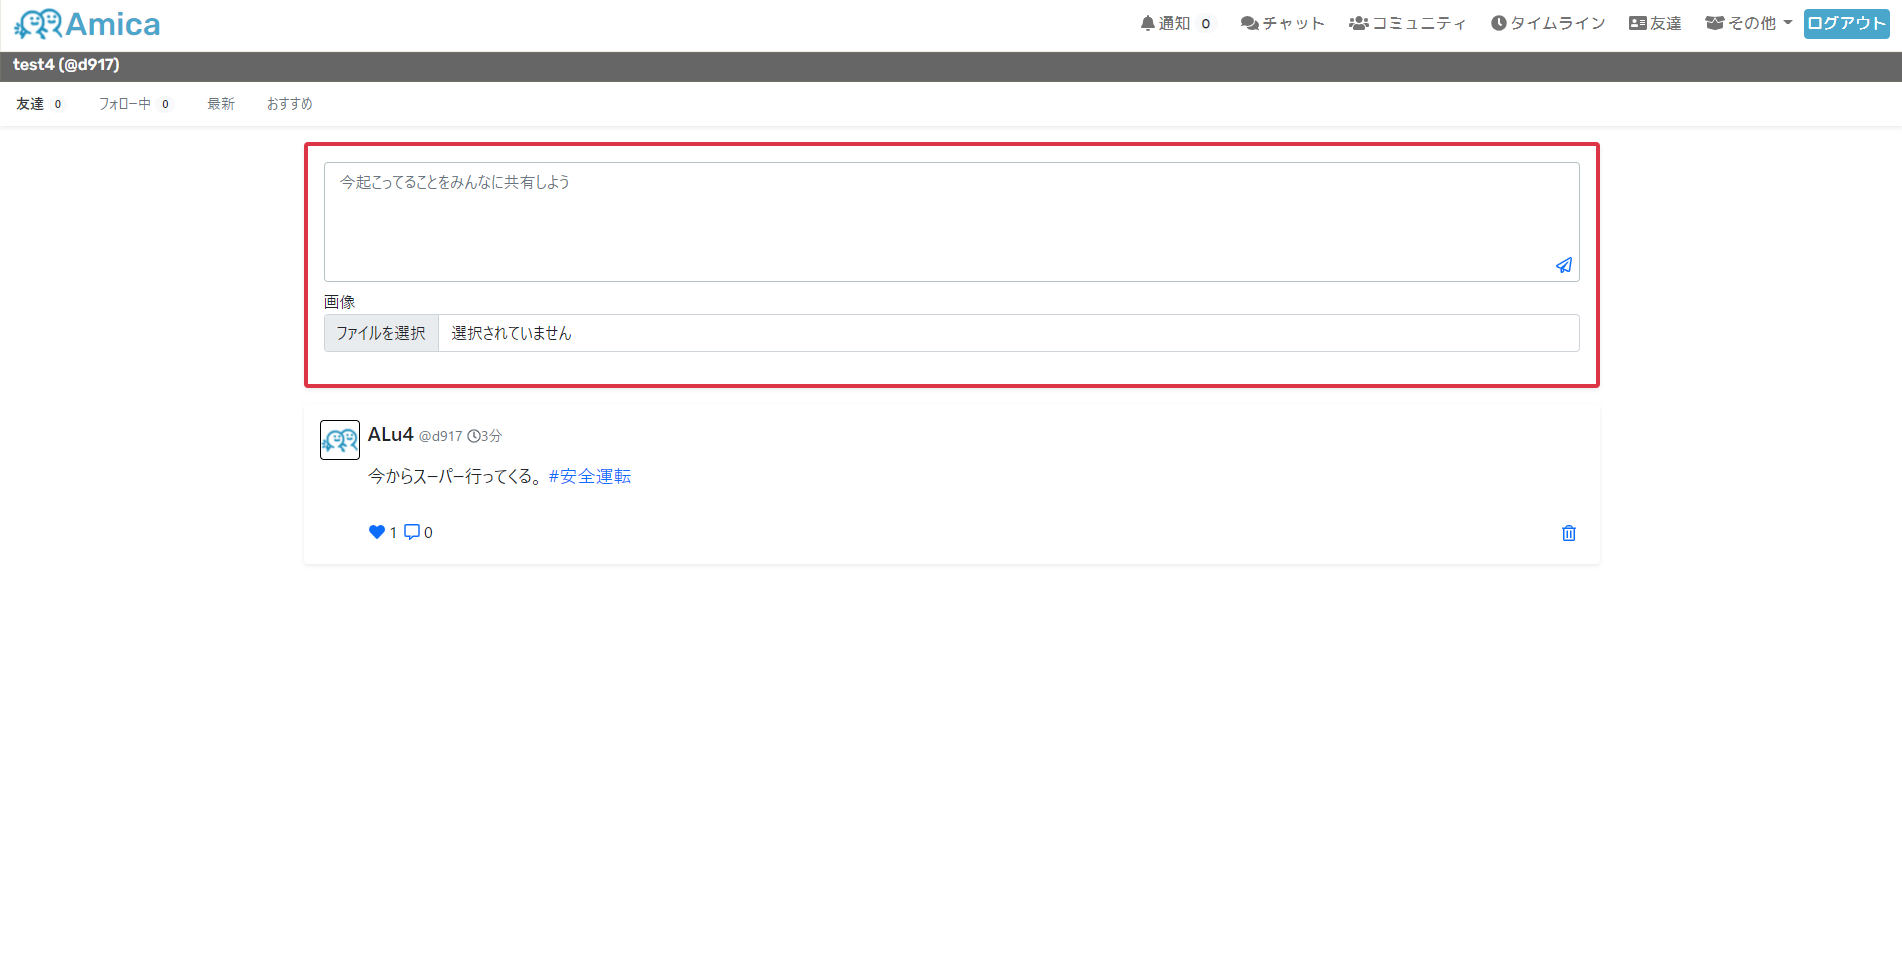 Amica
通知 0 チャット コミュニティ タイムライン 友達 その他 ログアウト
test4 (@d917)
友達 0 フォロー中 0 最新 おすすめ
今起こってることをみんなに共有しよう
画像
ファイルを選択 選択されていません
ALu4 @d917 3分
今からスーパー行ってくる。 #安全運転
1 0